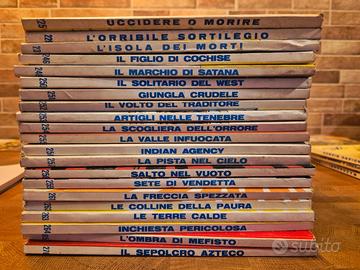 UCCIDERE O MORIRE
L'ORRIBILE SORTILEGIO
L'ISOLA DEI MORTI
IL FIGLIO DI COCHISE
IL MARCHIO DI SATANA
IL SOLITARIO DEL WEST
GIUNGLA CRUDELE
IL VOLTO DEL TRADITORE
ARTIGLI NELLE TENEBRE
LA SCOGLIERA DELL'ORRORE
LA VALLE INFUOCATA
INDIAN AGENCY
LA PISTA NEL CIELO
SALTO NEL VUOTO
SETE DI VENDETTA
LA FRECCIA SPEZZATA
LE COLLINE DELLA PAURA
LE TERRE CALDE
INCHIESTA PERICOLOSA
L'OMBRA DI MEFISTO
IL SEPOLCRO AZTECO
subito